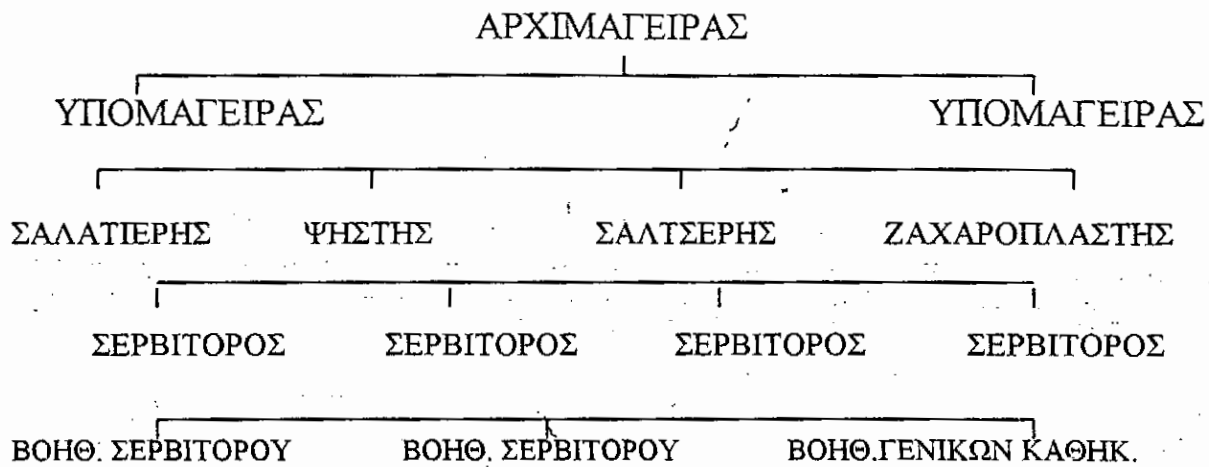 ΑΡΧΙΜΑΓΕΙΡΑΣ
ΥΠΟΜΑΓΕΙΡΑΣ ΥΠΟΜΑΓΕΙΡΑΣ
ΣΑΛΑΤΙΕΡΗΣ ΨΗΣΤΗΣ ΣΑΛΤΣΕΡΗΣ ΖΑΧΑΡΟΠΛΑΣΤΗΣ
ΣΕΡΒΙΤΟΡΟΣ ΣΕΡΒΙΤΟΡΟΣ ΣΕΡΒΙΤΟΡΟΣ ΣΕΡΒΙΤΟΡΟΣ
ΒΟΗΘ. ΣΕΡΒΙΤΟΡΟΥ ΒΟΗΘ. ΣΕΡΒΙΤΟΡΟΥ ΒΟΗΘ.ΓΕΝΙΚΩΝ ΚΑΘΗΚ.